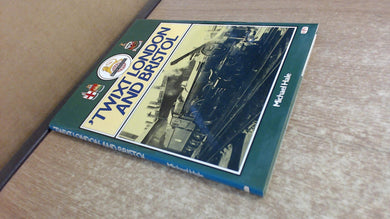 'TWIXT LONDON
AND BRISTOL
Michael Hale
'TWIXT LONDON AND BRISTOL
Michael Hale